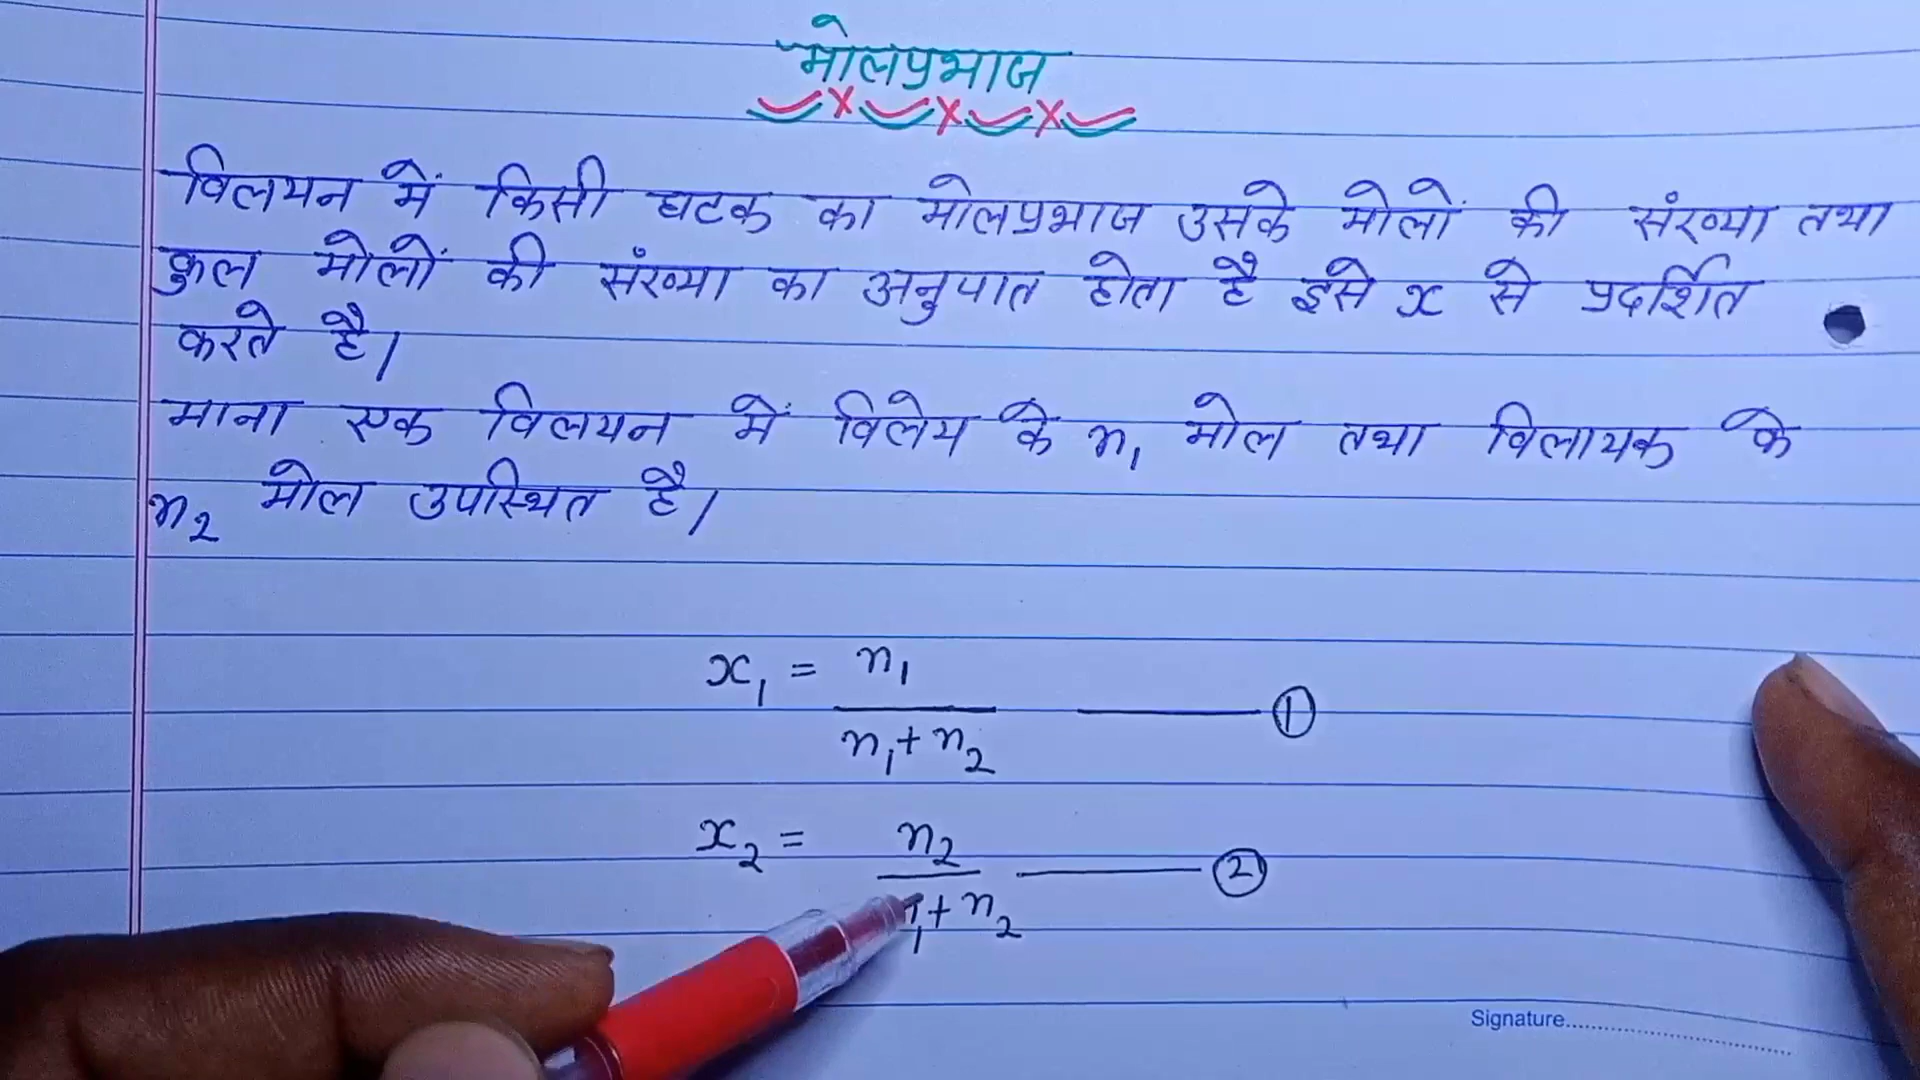 मोलप्रभाज
विलयन में किसी घटक का मोलप्रभाज उसके मोलों की संख्या तथा
कुल मोलों की संख्या का अनुपात होता है इसे x से प्रदर्शित
करते है।
माना एक विलयन में विलेय के n₁ मोल तथा विलायक के
n₂ मोल उपस्थित है।
x₁ = n₁
n₁+n₂ ——— ①
x₂ = n₂
₁+n₂ ——— ②
Signature